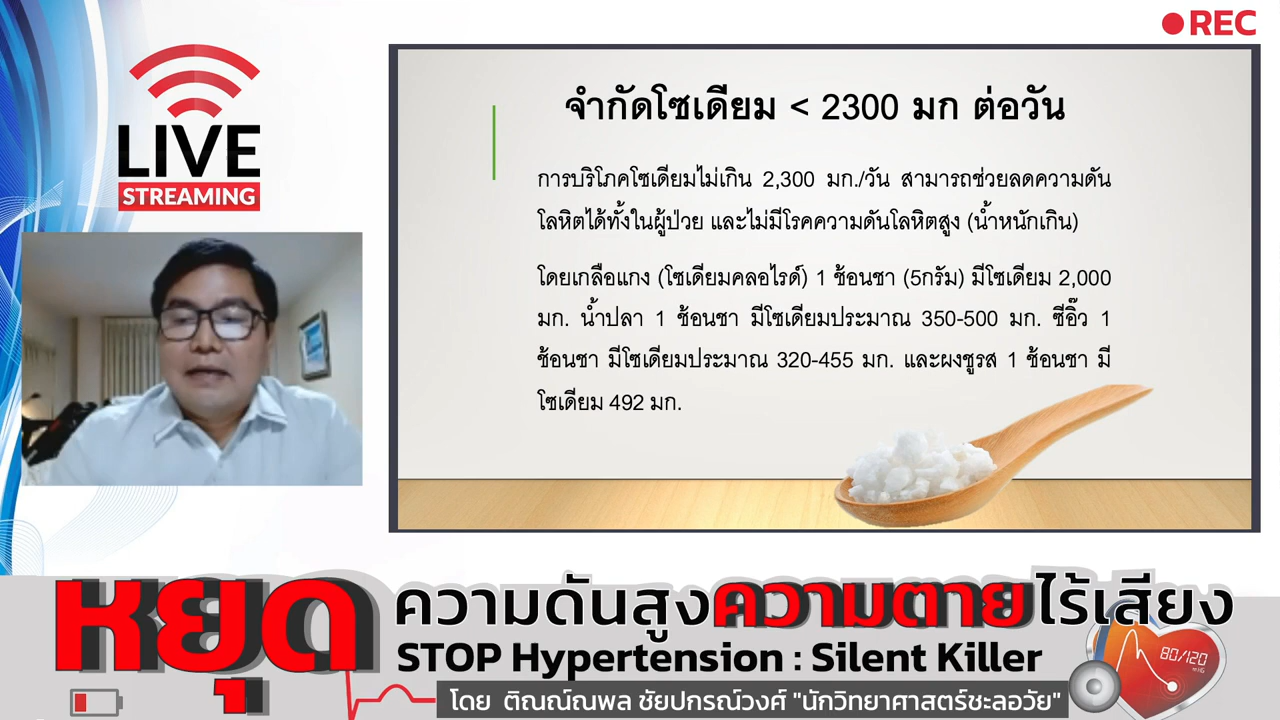 REC
LIVE
STREAMING
จำกัดโซเดียม < 2300 มก ต่อวัน
การบริโภคโซเดียมไม่เกิน 2,300 มก./วัน สามารถช่วยลดความดัน
โลหิตได้ทั้งในผู้ป่วย และไม่มีโรคความดันโลหิตสูง (น้ำหนักเกิน)
โดยเกลือแกง (โซเดียมคลอไรด์) 1 ช้อนชา (5กรัม) มีโซเดียม 2,000
มก. น้ำปลา 1 ช้อนชา มีโซเดียมประมาณ 350-500 มก. ซีอิ๊ว 1
ช้อนชา มีโซเดียมประมาณ 320-455 มก. และผงชูรส 1 ช้อนชา มี
โซเดียม 492 มก.
หยุด ความดันสูงความตายไร้เสียง
STOP Hypertension : Silent Killer
80/120
mmHg
โดย ติณณ์ณพล ชัยปกรณ์วงศ์ "นักวิทยาศาสตร์ชะลอวัย"